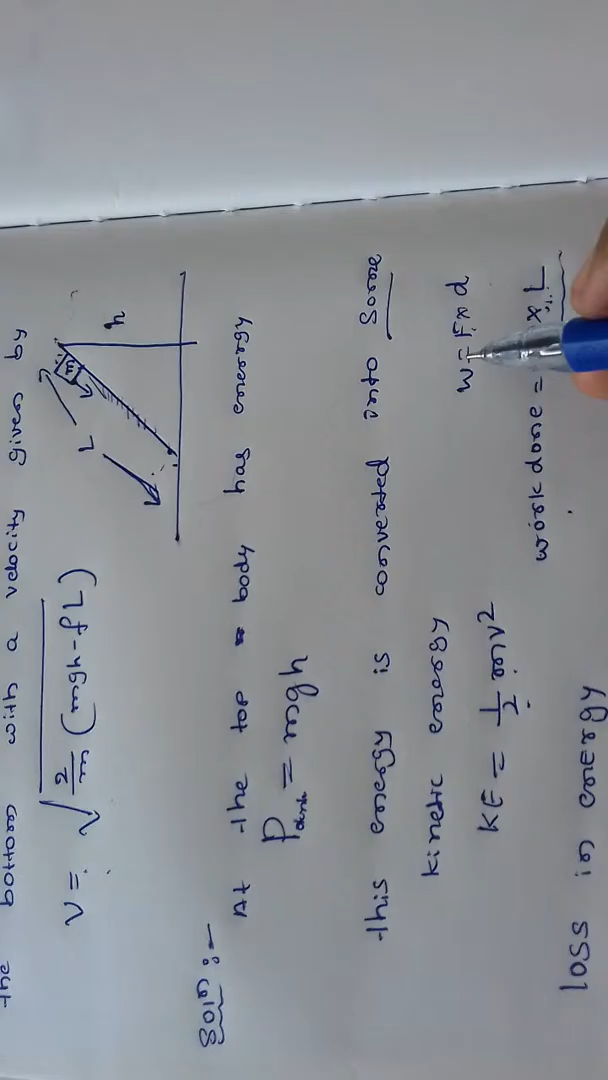 the bottom with a velocity given by
V = √2/m (mgh - fL)
h
m
L
Soln :-
At the top body has energy
= mgh
this energy is converted into Some
kinetic energy
W = F x d
KE = 1/2 mv²
work done = x L
loss in energy